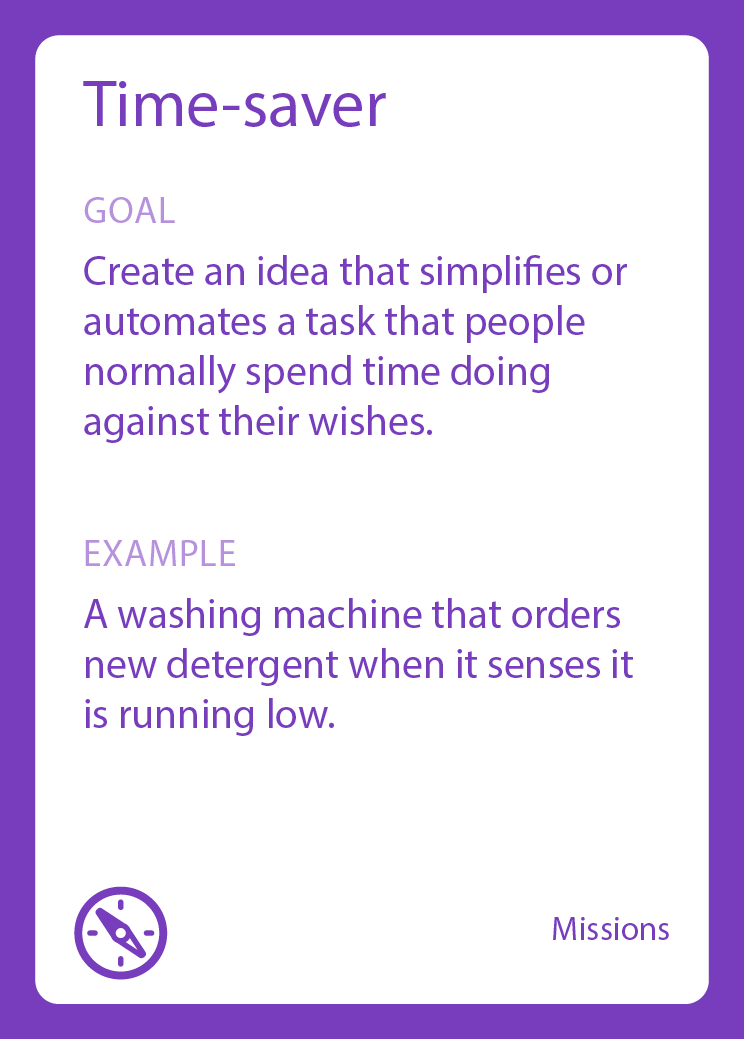 Time-saver
GOAL
Create an idea that simplifies or
automates a task that people
normally spend time doing
against their wishes.
EXAMPLE
A washing machine that orders
new detergent when it senses it
is running low.
Missions